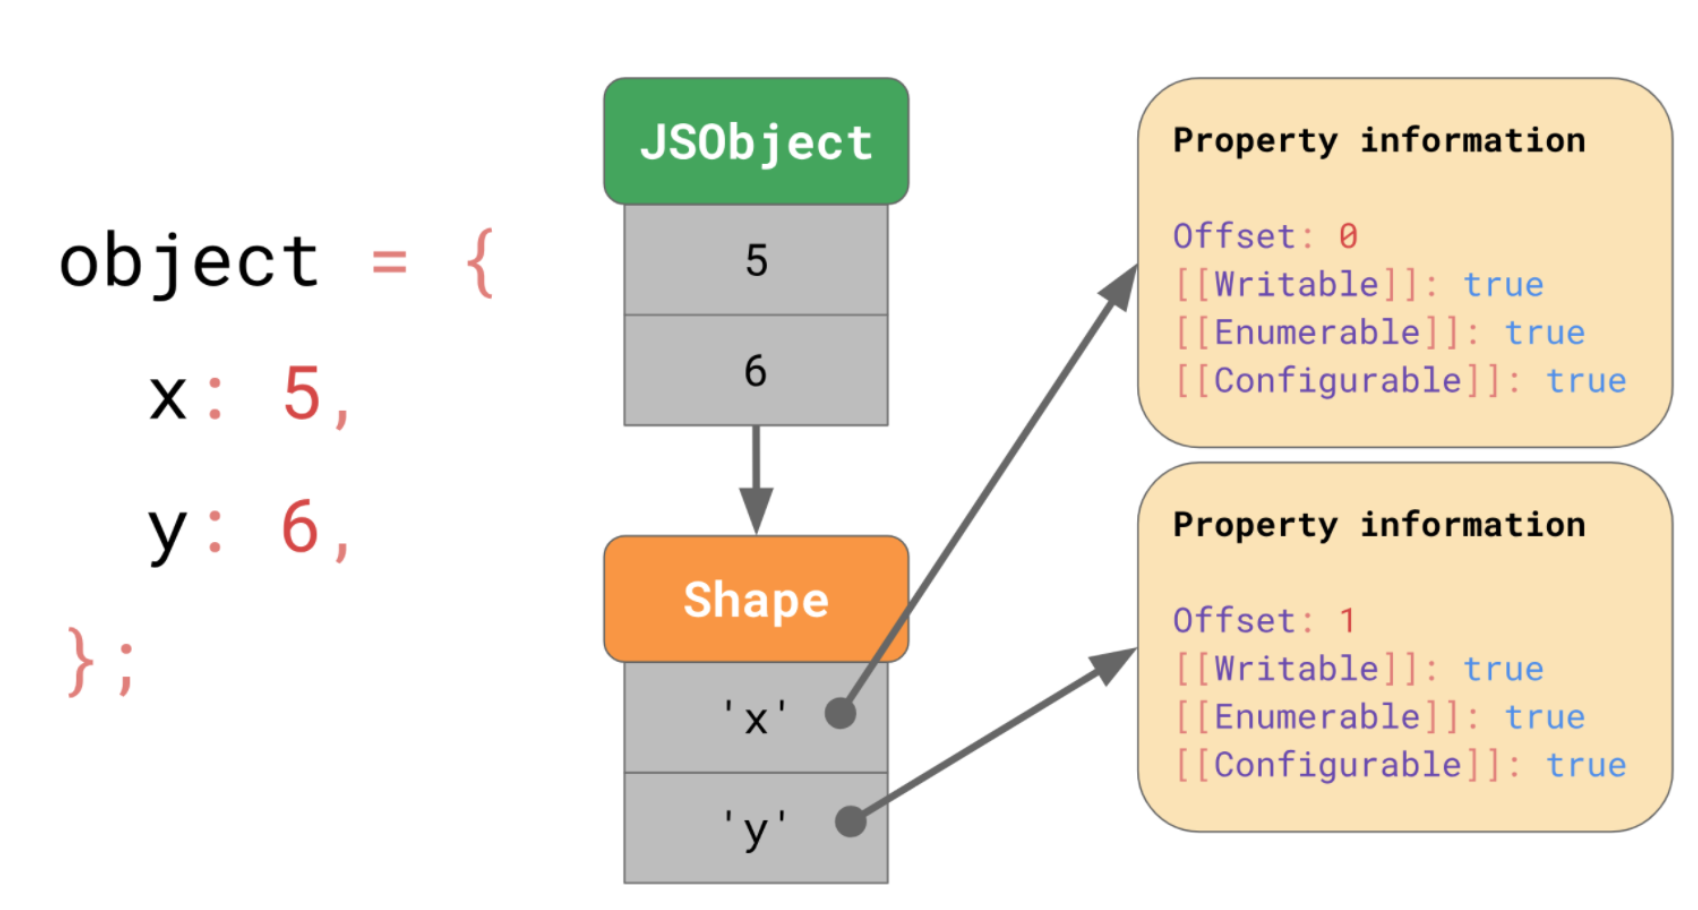 object = {
x: 5,
y: 6,
};
JSObject
5
6
Shape
'x'
'y'
Property information
Offset: 0
[[Writable]]: true
[[Enumerable]]: true
[[Configurable]]: true
Property information
Offset: 1
[[Writable]]: true
[[Enumerable]]: true
[[Configurable]]: true